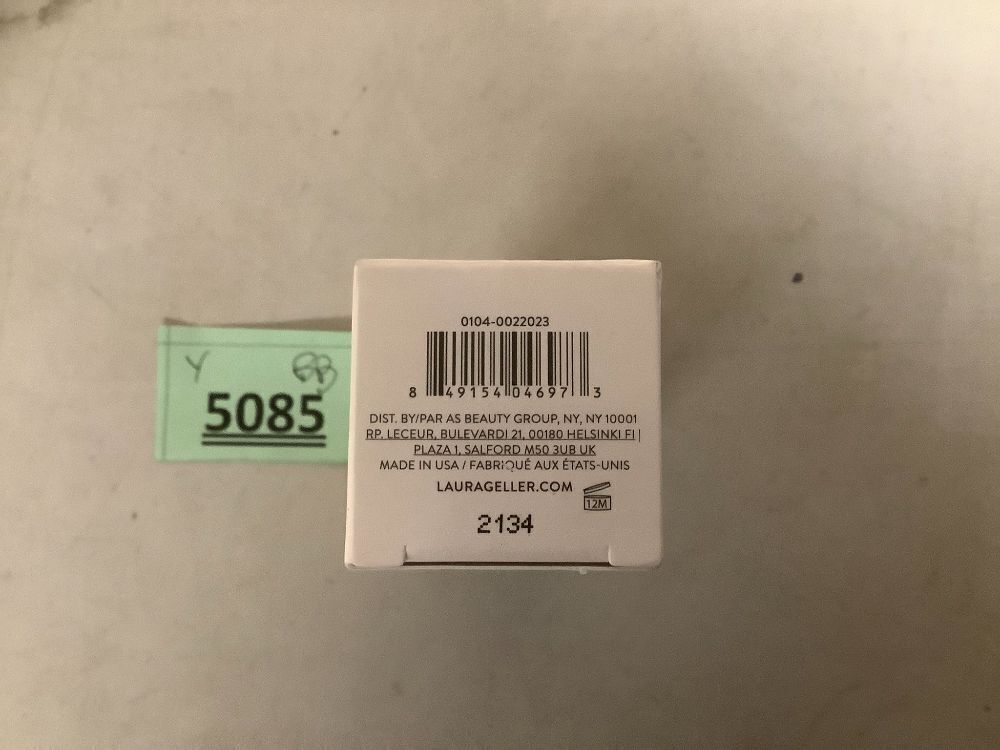 Y BB
5085
0104-0022023
8 49154 04697 3
DIST. BY/PAR AS BEAUTY GROUP, NY, NY 10001
RP, LECEUR, BULEVARDI 21, 00180 HELSINKI FI |
PLAZA 1, SALFORD M50 3UB UK
MADE IN USA / FABRIQUÉ AUX ÉTATS-UNIS
LAURAGELLER.COM
12M
2134